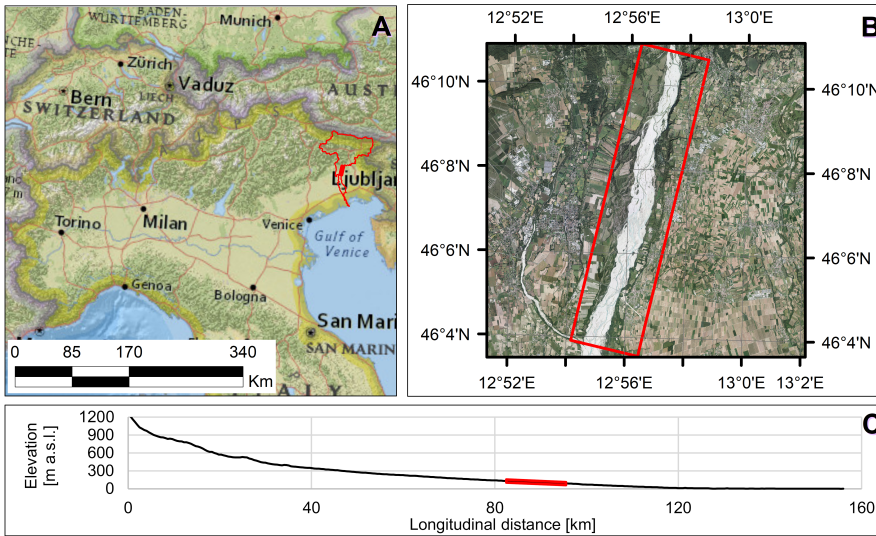 BADEN-
WÜRTTEMBERG
Munich
A
Zürich
Vaduz
Bern
LIECH
AUST
SWITZERLAND
Ljubljan
Torino
Milan
Venice
Gulf of
Venice
Genoa
Bologna
San Mari
SAN MARIN
0 85 170 340
Km
I T A L Y
12°52'E 12°56'E 13°0'E
B
46°10'N 46°10'N
46°8'N 46°8'N
46°6'N 46°6'N
46°4'N 46°4'N
12°52'E 12°56'E 13°0'E 13°2'E
C
Elevation
[m a.s.l.]
1200
900
600
300
0
0 40 80 120 160
Longitudinal distance [km]